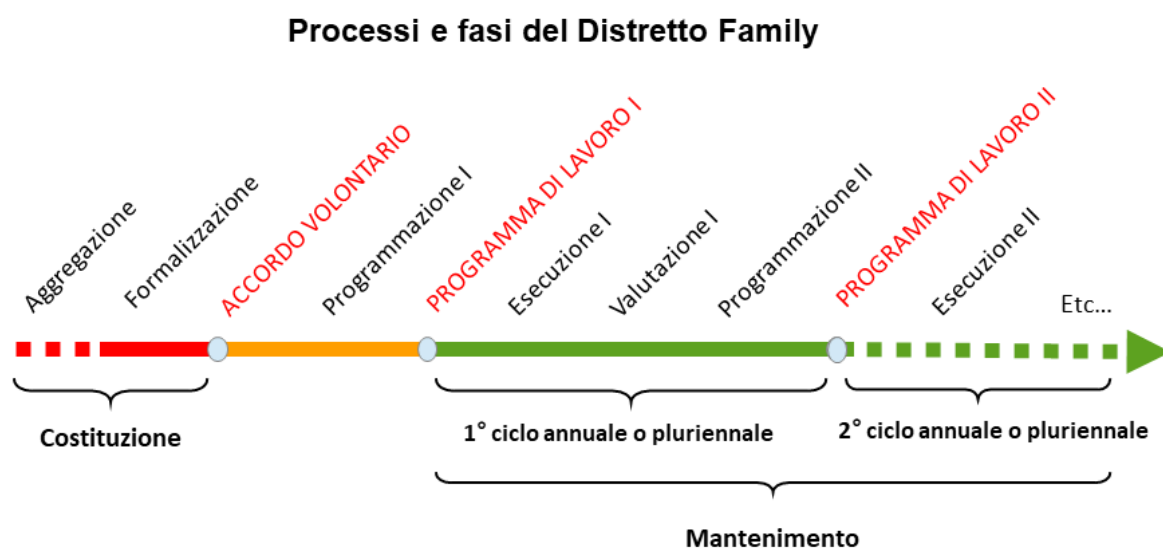 Processi e fasi del Distretto Family
Aggregazione
Formalizzazione
ACCORDO VOLONTARIO
Programmazione I
PROGRAMMA DI LAVORO I
Esecuzione I
Valutazione I
Programmazione II
PROGRAMMA DI LAVORO II
Esecuzione II
Etc...
Costituzione
1° ciclo annuale o pluriennale
2° ciclo annuale o pluriennale
Mantenimento